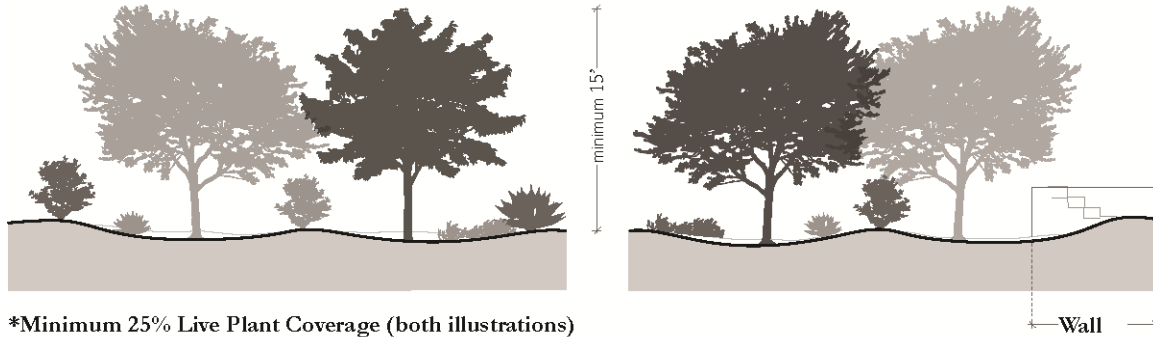 minimum 15'
*Minimum 25% Live Plant Coverage (both illustrations)
Wall